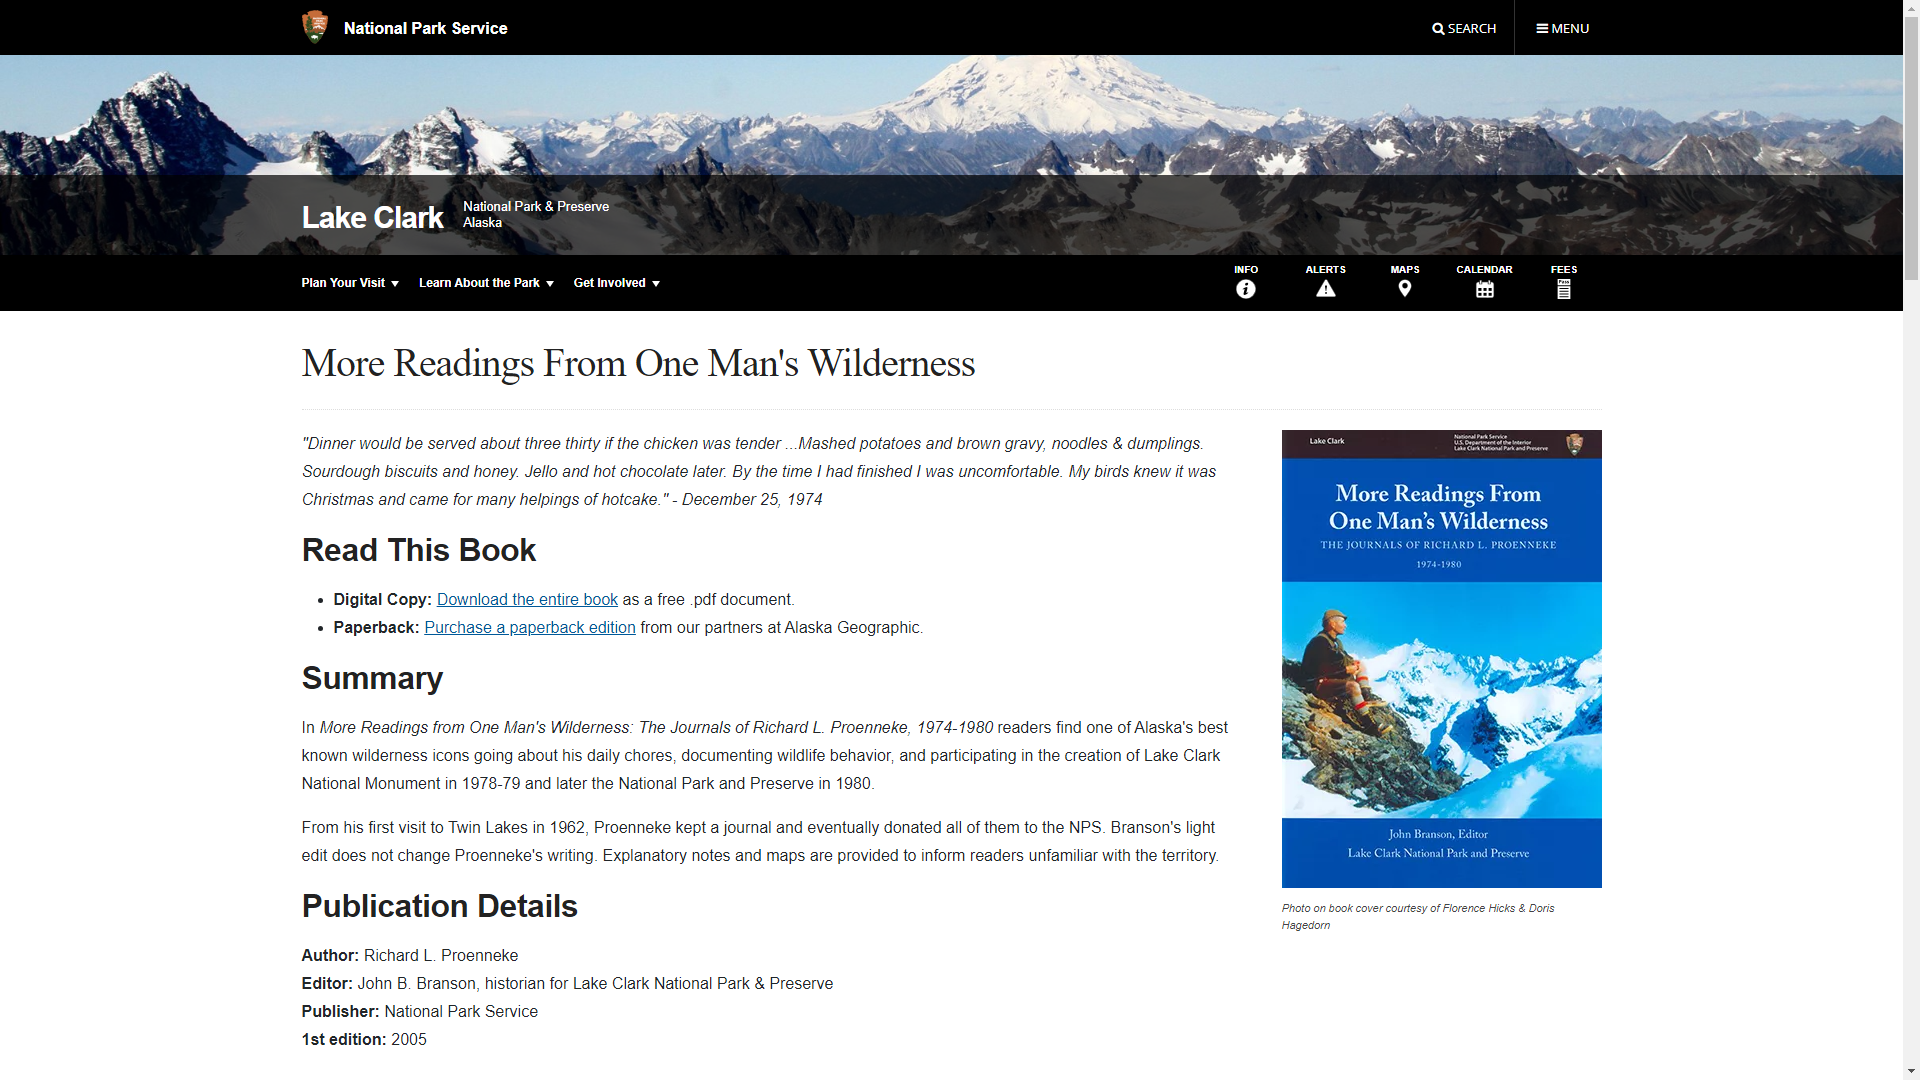 National Park Service
SEARCH
MENU
Lake Clark
National Park & Preserve
Alaska
Plan Your Visit
Learn About the Park
Get Involved
INFO
ALERTS
MAPS
CALENDAR
FEES
More Readings From One Man's Wilderness
"Dinner would be served about three thirty if the chicken was tender ...Mashed potatoes and brown gravy, noodles & dumplings.
Sourdough biscuits and honey. Jello and hot chocolate later. By the time I had finished I was uncomfortable. My birds knew it was
Christmas and came for many helpings of hotcake." - December 25, 1974
Read This Book
Digital Copy: Download the entire book as a free .pdf document.
Paperback: Purchase a paperback edition from our partners at Alaska Geographic.
Summary
In More Readings from One Man's Wilderness: The Journals of Richard L. Proenneke, 1974-1980 readers find one of Alaska's best
known wilderness icons going about his daily chores, documenting wildlife behavior, and participating in the creation of Lake Clark
National Monument in 1978-79 and later the National Park and Preserve in 1980.
From his first visit to Twin Lakes in 1962, Proenneke kept a journal and eventually donated all of them to the NPS. Branson's light
edit does not change Proenneke's writing. Explanatory notes and maps are provided to inform readers unfamiliar with the territory.
Publication Details
Author: Richard L. Proenneke
Editor: John B. Branson, historian for Lake Clark National Park & Preserve
Publisher: National Park Service
1st edition: 2005
Lake Clark
National Park Service
U.S. Department of the Interior
Lake Clark National Park and Preserve
More Readings From
One Man's Wilderness
THE JOURNALS OF RICHARD L. PROENNEKE
1974-1980
John Branson, Editor
Lake Clark National Park and Preserve
Photo on book cover courtesy of Florence Hicks & Doris
Hagedorn